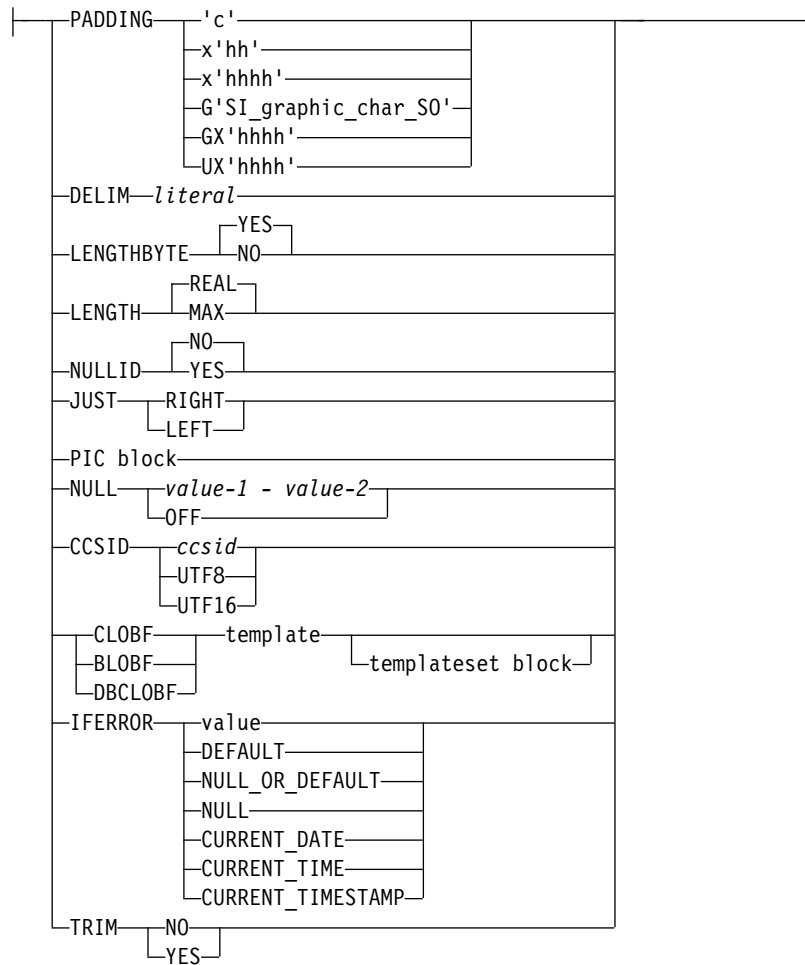 PADDING 'c'
x'hh'
x'hhhh'
G'SI_graphic_char_SO'
GX'hhhh'
UX'hhhh'
DELIM literal
YES
LENGTHBYTE NO
REAL
LENGTH MAX
NO
NULLID YES
JUST RIGHT
LEFT
PIC block
NULL value-1 - value-2
OFF
CCSID ccsid
UTF8
UTF16
CLOBF template
BLOBF templateset block
DBCLOBF
IFERROR value
DEFAULT
NULL_OR_DEFAULT
NULL
CURRENT_DATE
CURRENT_TIME
CURRENT_TIMESTAMP
TRIM NO
YES